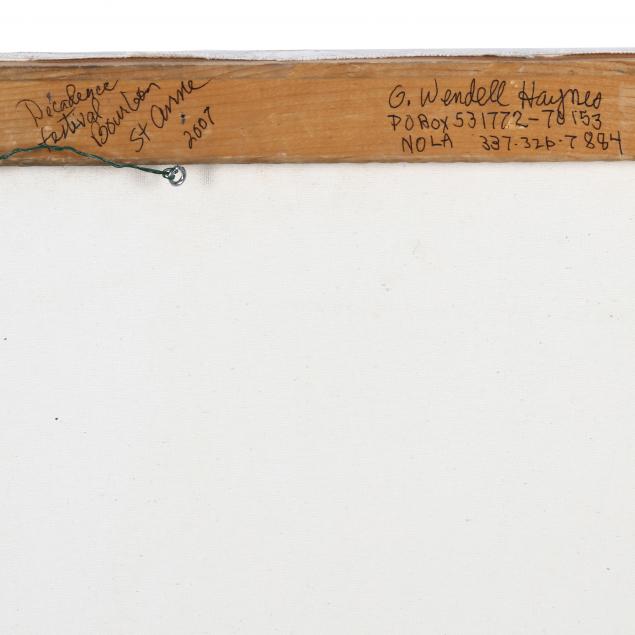 Decadence
festival
Bourbon
St Anne
2007
G. Wendell Haynes
PO Box 531772-70153
NOLA 337-326-7884